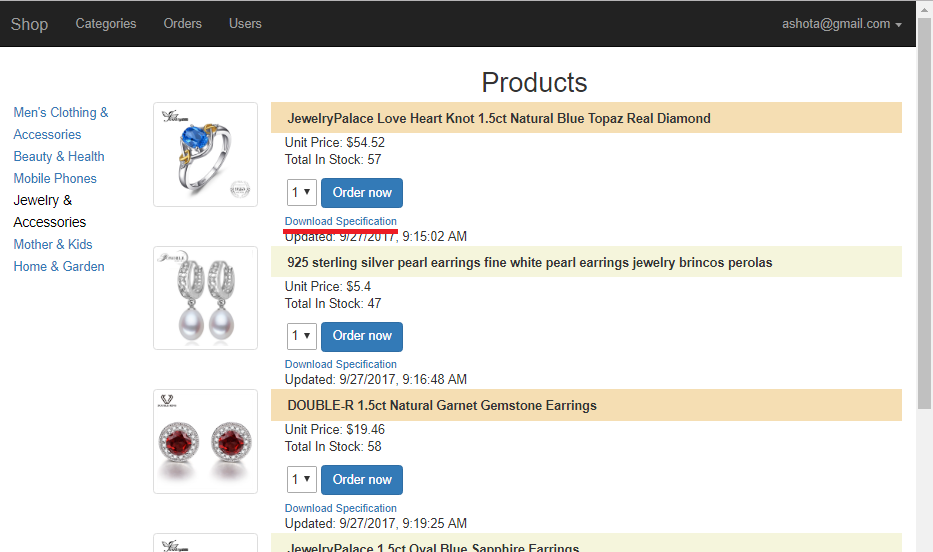 Shop Categories Orders Users ashota@gmail.com
Products
Men's Clothing &
Accessories
Beauty & Health
Mobile Phones
Jewelry &
Accessories
Mother & Kids
Home & Garden
JewelryPalace Love Heart Knot 1.5ct Natural Blue Topaz Real Diamond
Unit Price: $54.52
Total In Stock: 57
1 Order now
Download Specification
Updated: 9/27/2017, 9:15:02 AM
925 sterling silver pearl earrings fine white pearl earrings jewelry brincos perolas
Unit Price: $5.4
Total In Stock: 47
1 Order now
Download Specification
Updated: 9/27/2017, 9:16:48 AM
DOUBLE-R 1.5ct Natural Garnet Gemstone Earrings
Unit Price: $19.46
Total In Stock: 58
1 Order now
Download Specification
Updated: 9/27/2017, 9:19:25 AM
JewelryPalace 1.5ct Oval Blue Sapphire Earrings